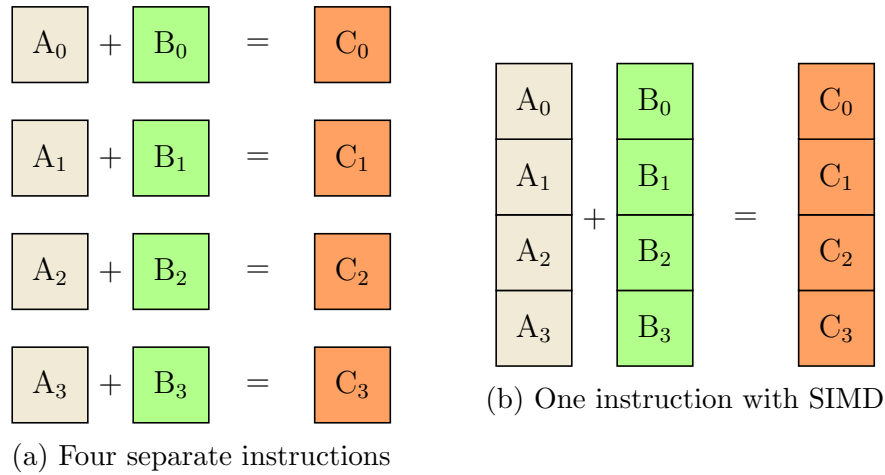 A₀ + B₀ = C₀
A₁ + B₁ = C₁
A₂ + B₂ = C₂
A₃ + B₃ = C₃
(a) Four separate instructions
A₀ B₀ C₀
A₁ B₁ C₁
+ =
A₂ B₂ C₂
A₃ B₃ C₃
(b) One instruction with SIMD